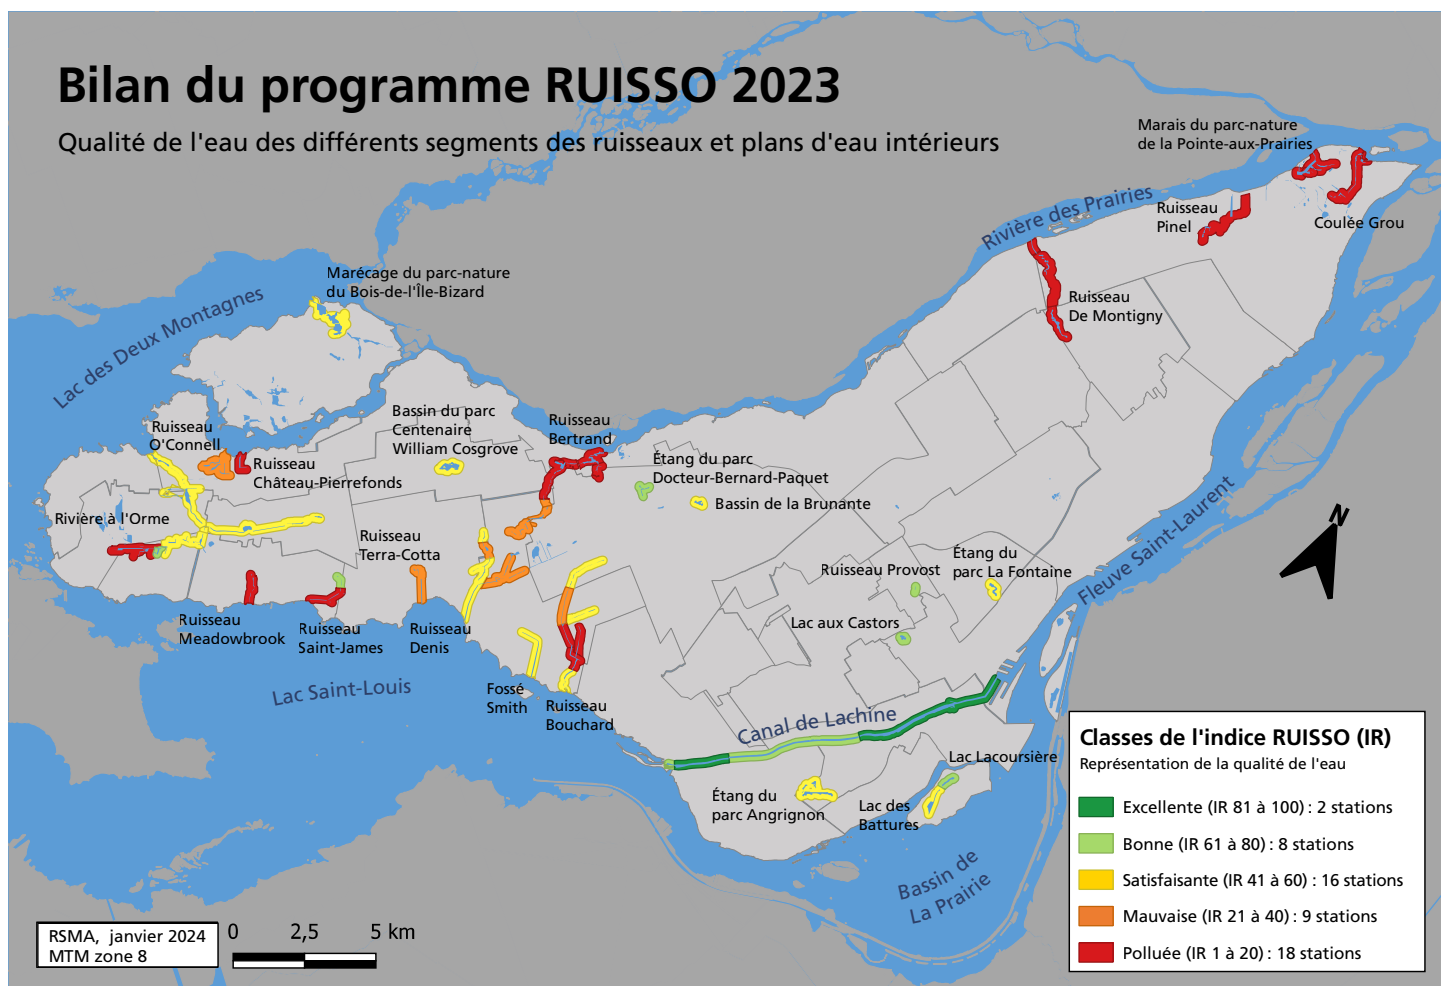 Bilan du programme RUISSO 2023
Qualité de l'eau des différents segments des ruisseaux et plans d'eau intérieurs
Marais du parc-nature
de la Pointe-aux-Prairies
Rivière des Prairies
Ruisseau
Pinel
Coulée Grou
Marécage du parc-nature
du Bois-de-l'Île-Bizard
Lac des Deux Montagnes
Ruisseau
De Montigny
Ruisseau
O'Connell
Bassin du parc
Centenaire
William Cosgrove
Ruisseau
Bertrand
Ruisseau
Château-Pierrefonds
Étang du parc
Docteur-Bernard-Paquet
Bassin de la Brunante
Rivière à l'Orme
Ruisseau
Terra-Cotta
Fleuve Saint-Laurent
N
Étang du
parc La Fontaine
Ruisseau Provost
Lac aux Castors
Ruisseau
Meadowbrook
Ruisseau
Saint-James
Ruisseau
Denis
Lac Saint-Louis
Fossé
Smith
Ruisseau
Bouchard
Canal de Lachine
Lac Lacoursière
Étang du
parc Angrignon
Lac des
Battures
Bassin de
La Prairie
Classes de l'indice RUISSO (IR)
Représentation de la qualité de l'eau
Excellente (IR 81 à 100) : 2 stations
Bonne (IR 61 à 80) : 8 stations
Satisfaisante (IR 41 à 60) : 16 stations
Mauvaise (IR 21 à 40) : 9 stations
Polluée (IR 1 à 20) : 18 stations
RSMA, janvier 2024
MTM zone 8
0 2,5 5 km